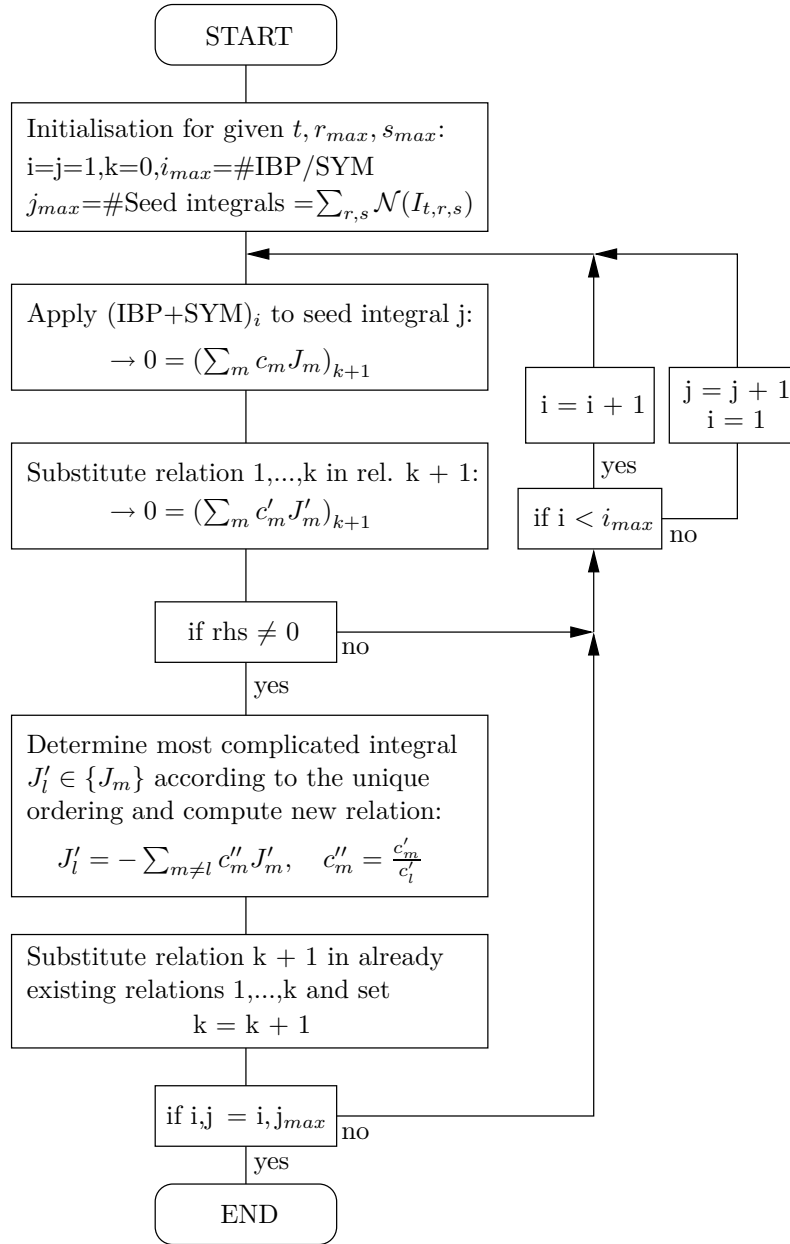 START
Initialisation for given t, r_max, s_max:
i=j=1,k=0,i_max=#IBP/SYM
j_max=#Seed integrals =∑_{r,s} 𝒩(I_{t,r,s})
Apply (IBP+SYM)_i to seed integral j:
→ 0 = (∑_m c_m J_m)_{k+1}
i = i + 1
j = j + 1
i = 1
yes
Substitute relation 1,...,k in rel. k + 1:
→ 0 = (∑_m c′_m J′_m)_{k+1}
if i < i_max
no
if rhs ≠ 0
no
yes
Determine most complicated integral
J′_l ∈ {J_m} according to the unique
ordering and compute new relation:
J′_l = − ∑_{m≠l} c″_m J′_m, c″_m = c′_m/c′_l
Substitute relation k + 1 in already
existing relations 1,...,k and set
k = k + 1
if i,j = i,j_max
no
yes
END